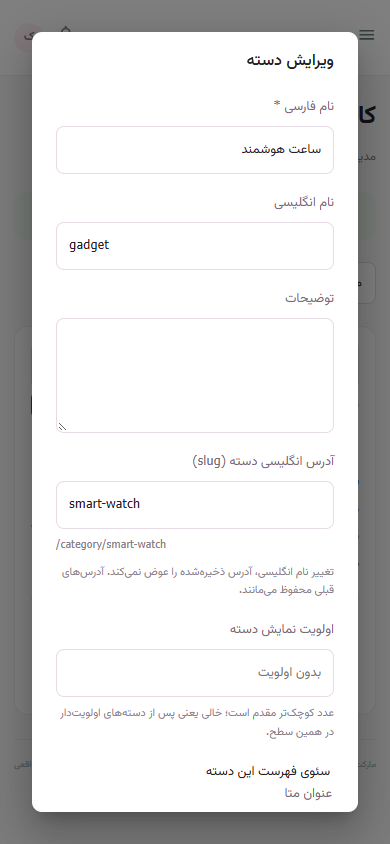 ویرایش دسته
نام فارسی *
ساعت هوشمند
نام انگلیسی
gadget
توضیحات
آدرس انگلیسی دسته (slug)
smart-watch
/category/smart-watch
تغییر نام انگلیسی، آدرس ذخیره‌شده را عوض نمی‌کند. آدرس‌های
قبلی محفوظ می‌مانند.
اولویت نمایش دسته
بدون اولویت
عدد کوچک‌تر مقدم است؛ خالی یعنی پس از دسته‌های اولویت‌دار
در همین سطح.
سئوی فهرست این دسته
عنوان متا